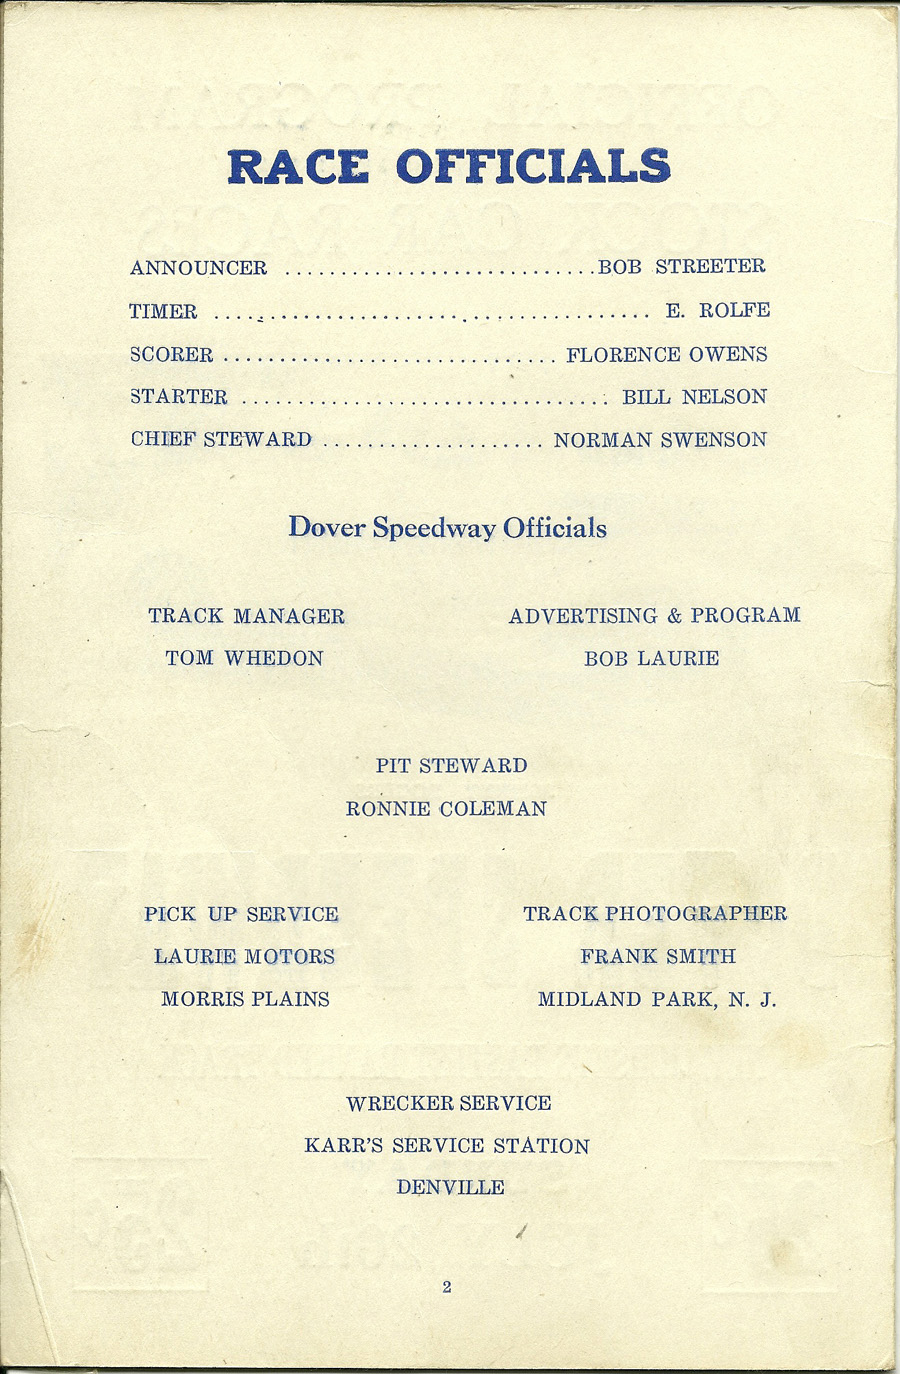 RACE OFFICIALS
ANNOUNCER ............................BOB STREETER
TIMER ....................................... E. ROLFE
SCORER .............................. FLORENCE OWENS
STARTER ................................. BILL NELSON
CHIEF STEWARD .................... NORMAN SWENSON
Dover Speedway Officials
TRACK MANAGER ADVERTISING & PROGRAM
TOM WHEDON BOB LAURIE
PIT STEWARD
RONNIE COLEMAN
PICK UP SERVICE TRACK PHOTOGRAPHER
LAURIE MOTORS FRANK SMITH
MORRIS PLAINS MIDLAND PARK, N. J.
WRECKER SERVICE
KARR'S SERVICE STATION
DENVILLE
2